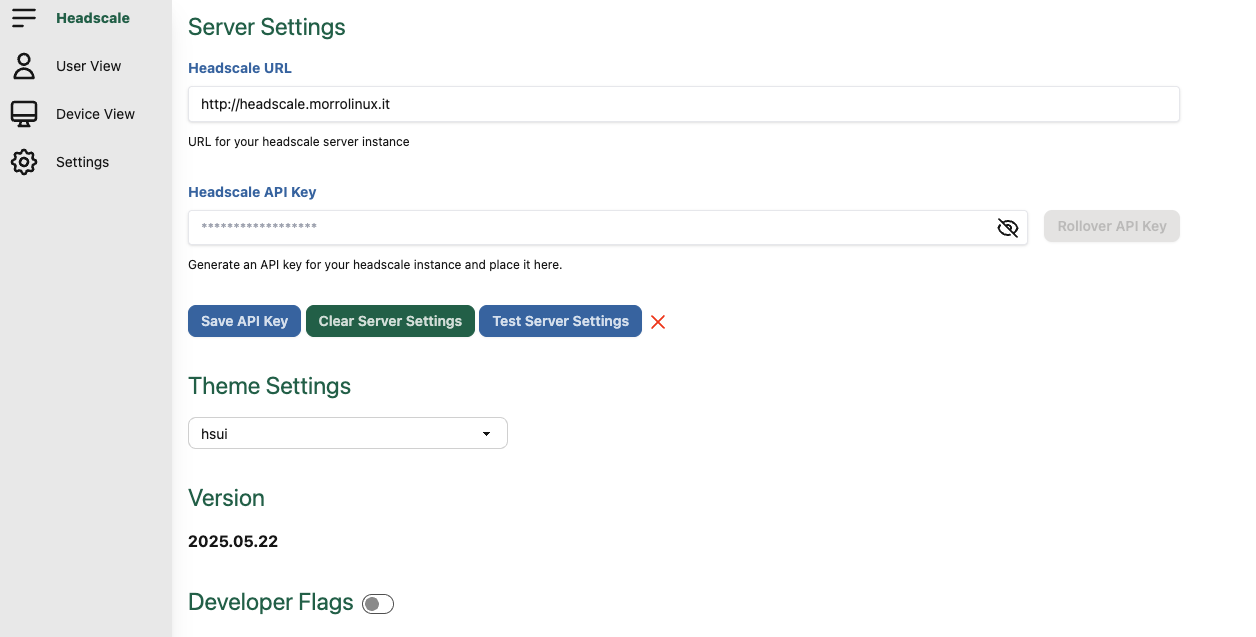 Headscale
User View
Device View
Settings
Server Settings
Headscale URL
http://headscale.morrolinux.it
URL for your headscale server instance
Headscale API Key
******************
Rollover API Key
Generate an API key for your headscale instance and place it here.
Save API Key
Clear Server Settings
Test Server Settings
Theme Settings
hsui
Version
2025.05.22
Developer Flags